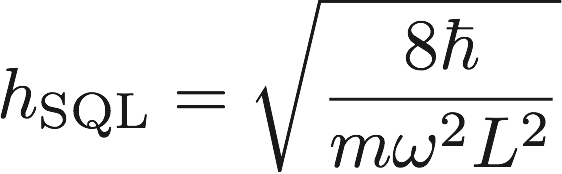 h_SQL = √(8ħ / mω²L²)